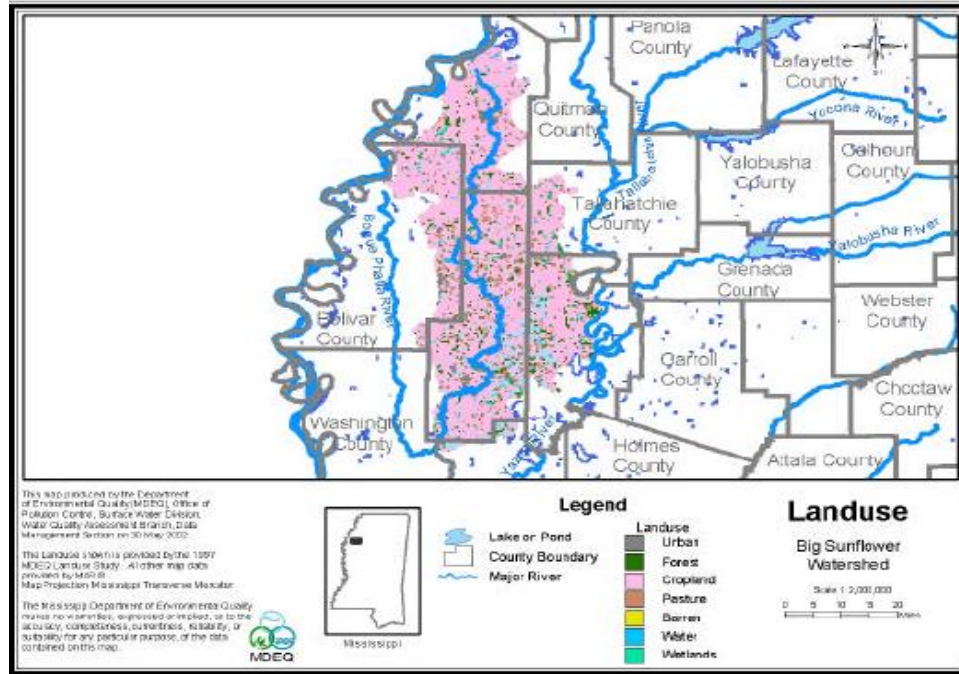 Panola
County
Lafayette
County
Quitman
County
Yocona River
Yalobusha
County
Calhoun
County
Tallahatchie
County
Bogue Phalia River
Yalobusha River
Grenada
County
Bolivar
County
Webster
County
Carroll
County
Choctaw
County
Washington
County
Yazoo River
Holmes
County
Attala County
This map produced by the Department
of Environmental Quality (MDEQ), Office of
Pollution Control, Surface Water Division,
Water Quality Assessment Branch, Data
Management Section on 30 May 2002.
The Landuse shown is provided by the 1997
MDEQ Landuse Study. All other map data
provided by MARIS.
Map Projection Mississippi Transverse Mercator.
The Mississippi Department of Environmental Quality
makes no warranties, expressed or implied, as to the
accuracy, completeness, currentness, reliability, or
suitability for any particular purpose, of the data
contained on this map.
MDEQ
Mississippi
Legend
Lake or Pond
County Boundary
Major River
Landuse
Urban
Forest
Cropland
Pasture
Barren
Water
Wetlands
Landuse
Big Sunflower
Watershed
Scale 1:2,000,000
0 5 10 15 20
Miles